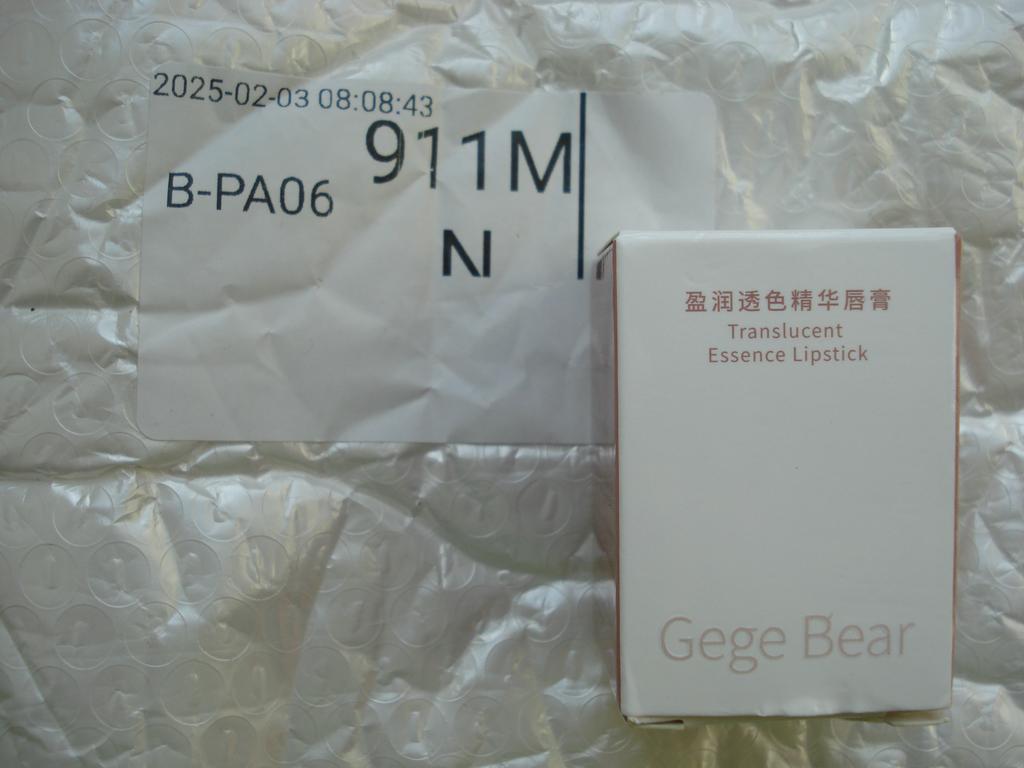 2025-02-03 08:08:43
911M
B-PA06
N
盈润透色精华唇膏
Translucent
Essence Lipstick
Gege Bear